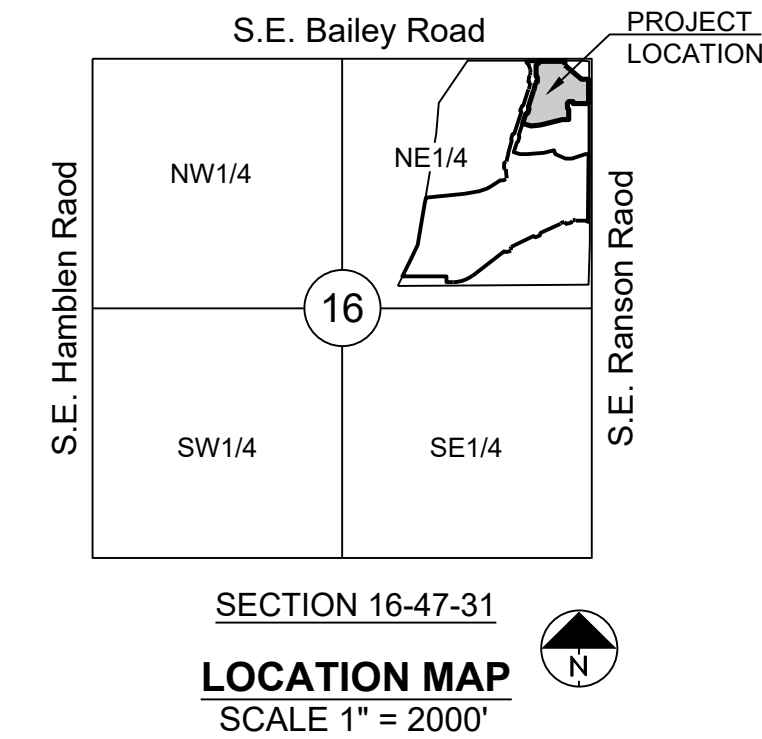 S.E. Bailey Road
PROJECT
LOCATION
NW1/4
NE1/4
S.E. Hamblen Raod
S.E. Ranson Raod
16
SW1/4
SE1/4
SECTION 16-47-31
N
LOCATION MAP
SCALE 1" = 2000'